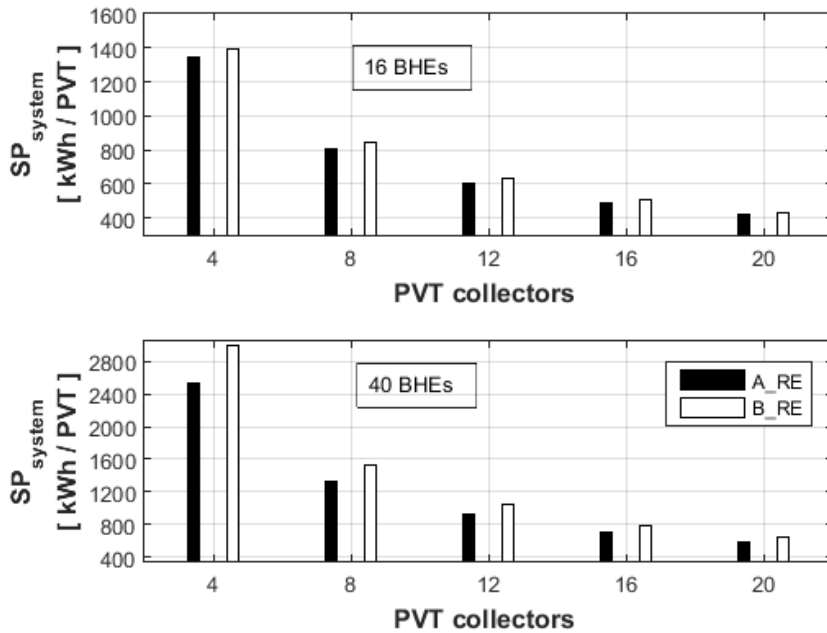 1600
1400
1200
1000
800
600
400
SP system
[ kWh / PVT ]
16 BHEs
4 8 12 16 20
PVT collectors
2800
2400
2000
1600
1200
800
400
SP system
[ kWh / PVT ]
40 BHEs
A_RE
B_RE
4 8 12 16 20
PVT collectors